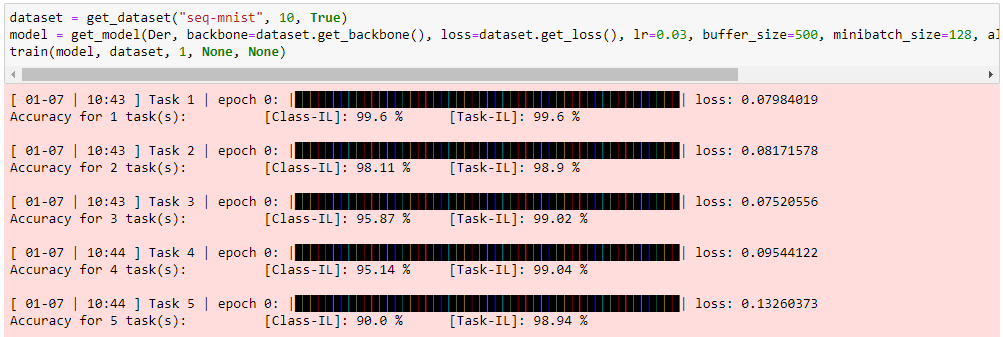 dataset = get_dataset("seq-mnist", 10, True)
model = get_model(Der, backbone=dataset.get_backbone(), loss=dataset.get_loss(), lr=0.03, buffer_size=500, minibatch_size=128, al
train(model, dataset, 1, None, None)
[ 01-07 | 10:43 ] Task 1 | epoch 0: | | loss: 0.07984019
Accuracy for 1 task(s): [Class-IL]: 99.6 % [Task-IL]: 99.6 %
[ 01-07 | 10:43 ] Task 2 | epoch 0: | | loss: 0.08171578
Accuracy for 2 task(s): [Class-IL]: 98.11 % [Task-IL]: 98.9 %
[ 01-07 | 10:43 ] Task 3 | epoch 0: | | loss: 0.07520556
Accuracy for 3 task(s): [Class-IL]: 95.87 % [Task-IL]: 99.02 %
[ 01-07 | 10:44 ] Task 4 | epoch 0: | | loss: 0.09544122
Accuracy for 4 task(s): [Class-IL]: 95.14 % [Task-IL]: 99.04 %
[ 01-07 | 10:44 ] Task 5 | epoch 0: | | loss: 0.13260373
Accuracy for 5 task(s): [Class-IL]: 90.0 % [Task-IL]: 98.94 %